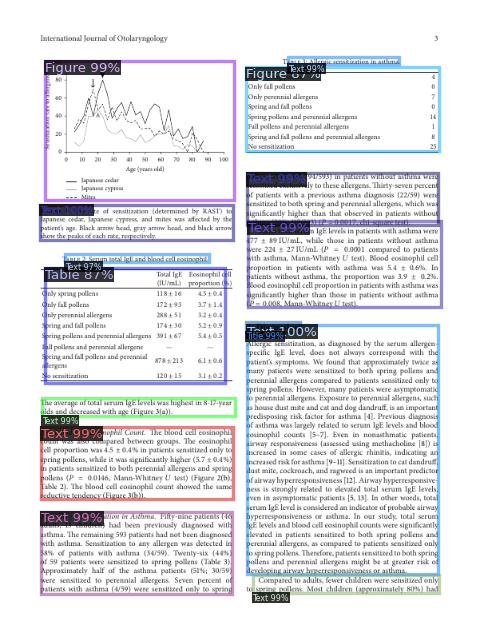 International Journal of Otolaryngology 3
Figure 99%
80
60
40
20
0
0 10 20 30 40 50 60 70 80 90 100
Age (years old)
Japanese cedar
Japanese cypress
Mites
of sensitization (determined by RAST) to
Japanese cedar, Japanese cypress, and mites was affected by the
patient's age. Black arrow head, gray arrow head, and black arrow
show the peaks of each rate, respectively.
2: Serum total IgE and blood cell eosinophil
Text 97%
Table 87%
Total IgE (IU/mL) Eosinophil cell proportion (%)
Only spring pollens 118 ± 16 4.5 ± 0.4
Only fall pollens 172 ± 93 3.7 ± 1.4
Only perennial allergens 288 ± 51 3.2 ± 0.4
Spring and fall pollens 174 ± 30 5.2 ± 0.9
Spring pollens and perennial allergens 391 ± 67 5.4 ± 0.5
Fall pollens and perennial allergens — —
Spring and fall pollens and perennial allergens 878 ± 213 6.1 ± 0.6
No sensitization 120 ± 15 3.1 ± 0.2
The average of total serum IgE levels was highest in 8-17-year
olds and decreased with age (Figure 3(a)).
Text 99%
Text 99%
Count. The blood cell eosinophil
count was also compared between groups. The eosinophil
cell proportion was 4.5 ± 0.4% in patients sensitized only to
spring pollens, while it was significantly higher (5.7 ± 0.4%)
in patients sensitized to both perennial allergens and spring
pollens (P = 0.0146, Mann-Whitney U test) (Figure 2(b),
Table 2). The blood cell eosinophil count showed the same
reductive tendency (Figure 3(b)).
Text 99%
in Asthma. Fifty-nine patients (46
had been previously diagnosed with
asthma. The remaining 593 patients had not been diagnosed
with asthma. Sensitization to any allergen was detected in
58% of patients with asthma (34/59). Twenty-six (44%)
of 59 patients were sensitized to spring pollens (Table 3).
Approximately half of the asthma patients (51%; 30/59)
were sensitized to perennial allergens. Seven percent of
patients with asthma (4/59) were sensitized only to spring
Allergic sensitization in asthma
Text 99%
Figure 87%
4
Only fall pollens 0
Only perennial allergens 7
Spring and fall pollens 0
Spring pollens and perennial allergens 14
Fall pollens and perennial allergens 1
Spring and fall pollens and perennial allergens 8
No sensitization 25
Text 99%
94/593) in patients without asthma were
sensitized exclusively to these allergens. Thirty-seven percent
of patients with a previous asthma diagnosis (22/59) were
sensitized to both spring and perennial allergens, which was
significantly higher than that observed in patients without
Text 99%
IgE levels in patients with asthma were
477 ± 89 IU/mL, while those in patients without asthma
were 224 ± 27 IU/mL (P = 0.0001 compared to patients
with asthma, Mann-Whitney U test). Blood cell eosinophil
proportion in patients with asthma was 5.4 ± 0.6%. In
patients without asthma, the proportion was 3.9 ± 0.2%.
Blood cell eosinophil proportion in patients with asthma was
significantly higher than those in patients without asthma
(P = 0.008, Mann-Whitney U test).
Text 100%
Title 99%
Allergic sensitization, as diagnosed by the serum allergen-
specific IgE level, does not always correspond with the
patient's symptoms. We found that approximately twice as
many patients were sensitized to both spring pollens and
perennial allergens compared to patients sensitized only to
spring pollens. However, many patients were asymptomatic
to perennial allergens. Exposure to perennial allergens, such
as house dust mite and cat and dog dander, is an important
predisposing risk factor for asthma [4]. Previous diagnosis
of asthma was largely related to serum IgE levels and blood
eosinophil counts [5–7]. Even in nonasthmatic patients,
airway responsiveness (assessed using methacholine [8]) is
increased in some cases of allergic rhinitis, indicating an
increased risk for asthma [9–11]. Sensitization to cat dander,
dust mite, cockroach, and ragweed is an important predictor
of airway hyperresponsiveness [12]. Airway hyperresponsive-
ness is strongly related to elevated total serum IgE levels,
even in asymptomatic patients [5, 13]. In other words, total
serum IgE level is considered an indicator of probable airway
hyperresponsiveness or asthma. In our study, total serum
IgE levels and blood cell eosinophil counts were significantly
elevated in patients sensitized to both spring pollens and
perennial allergens, as compared to patients sensitized only
to spring pollens. Therefore, patients sensitized to both spring
pollens and perennial allergens might be at greater risk of
developing airway hyperresponsiveness or asthma.
Compared to adults, fewer children were sensitized only
to spring pollens. Most children (approximately 80%) had
Text 99%